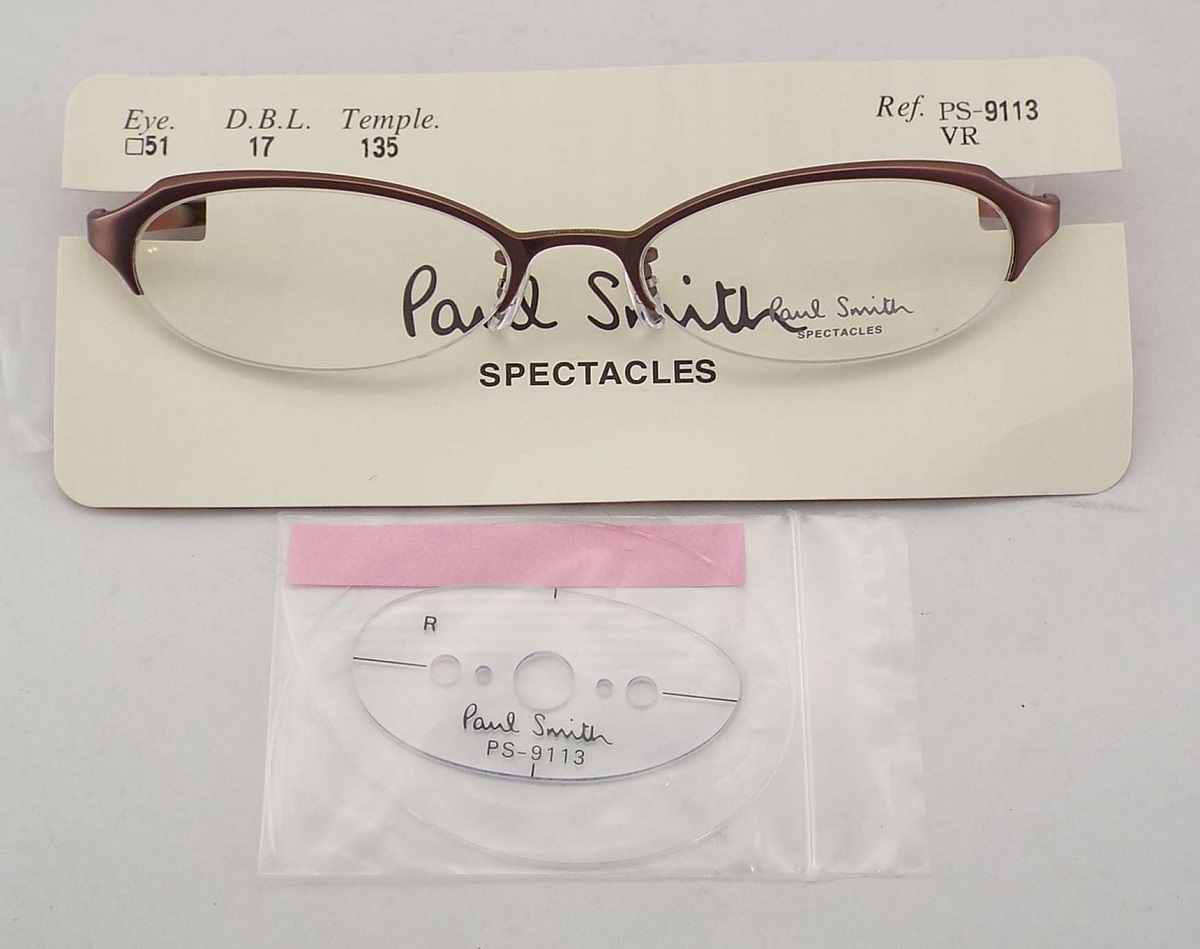 Eye. D.B.L. Temple. Ref. PS-9113
□51 17 135 VR
Paul Smith
SPECTACLES
Paul Smith
SPECTACLES
R
Paul Smith
PS-9113